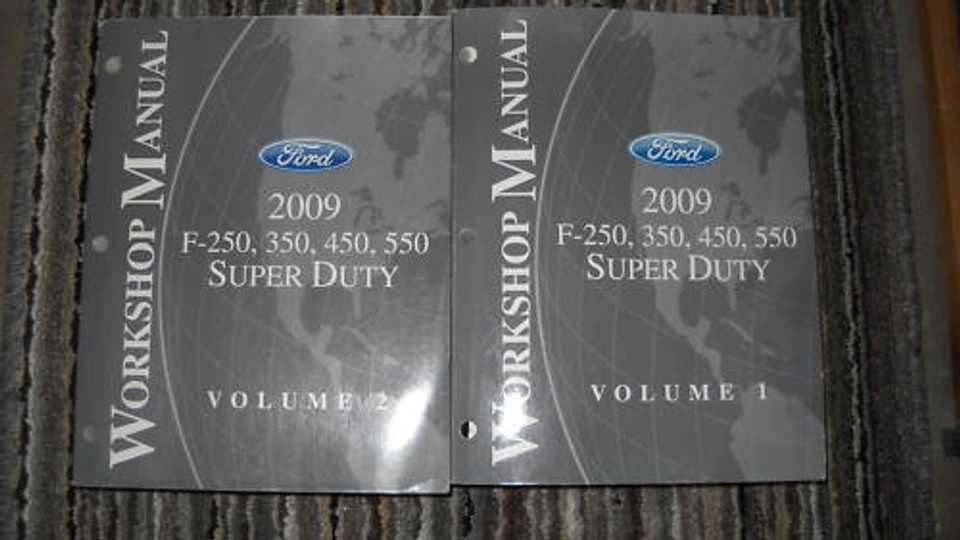 WORKSHOP MANUAL
Ford
2009
F-250, 350, 450, 550
SUPER DUTY
VOLUME 2
WORKSHOP MANUAL
Ford
2009
F-250, 350, 450, 550
SUPER DUTY
VOLUME 1